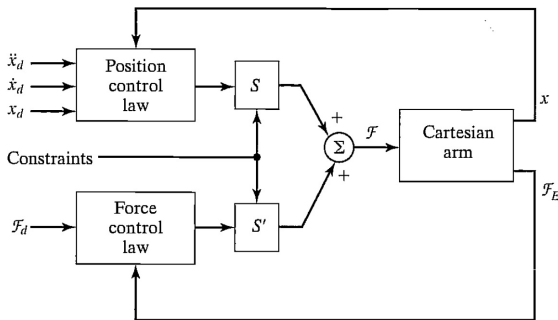 ẍ_d
ẋ_d
x_d
Position
control
law
S
x
+
Σ
ℱ
+
Cartesian
arm
Constraints
ℱ_d
Force
control
law
S′
ℱ_E